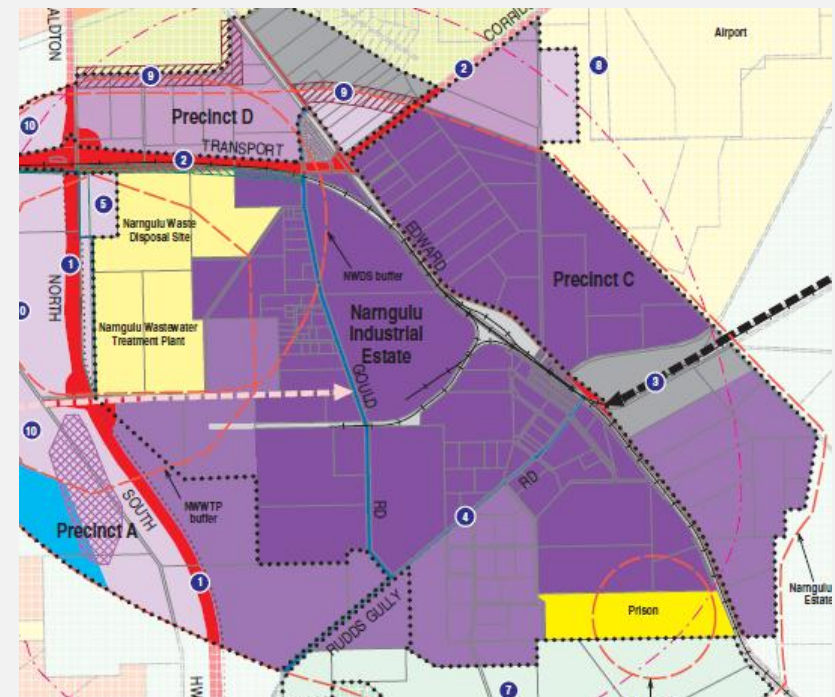 ALDTON
CORRID
2
Airport
8
9
9
10
Precinct D
TRANSPORT
2
5
Narngulu Waste
Disposal Site
EDWARD
1
NWDS buffer
Precinct C
NORTH
0
Narngulu
Industrial
Estate
Narngulu Wastewater
Treatment Plant
GOULD
3
10
SOUTH
NWWTP
buffer
RD
RD
4
Precinct A
1
Narngulu
Estate
Prison
RUDDS GULLY
7
HW